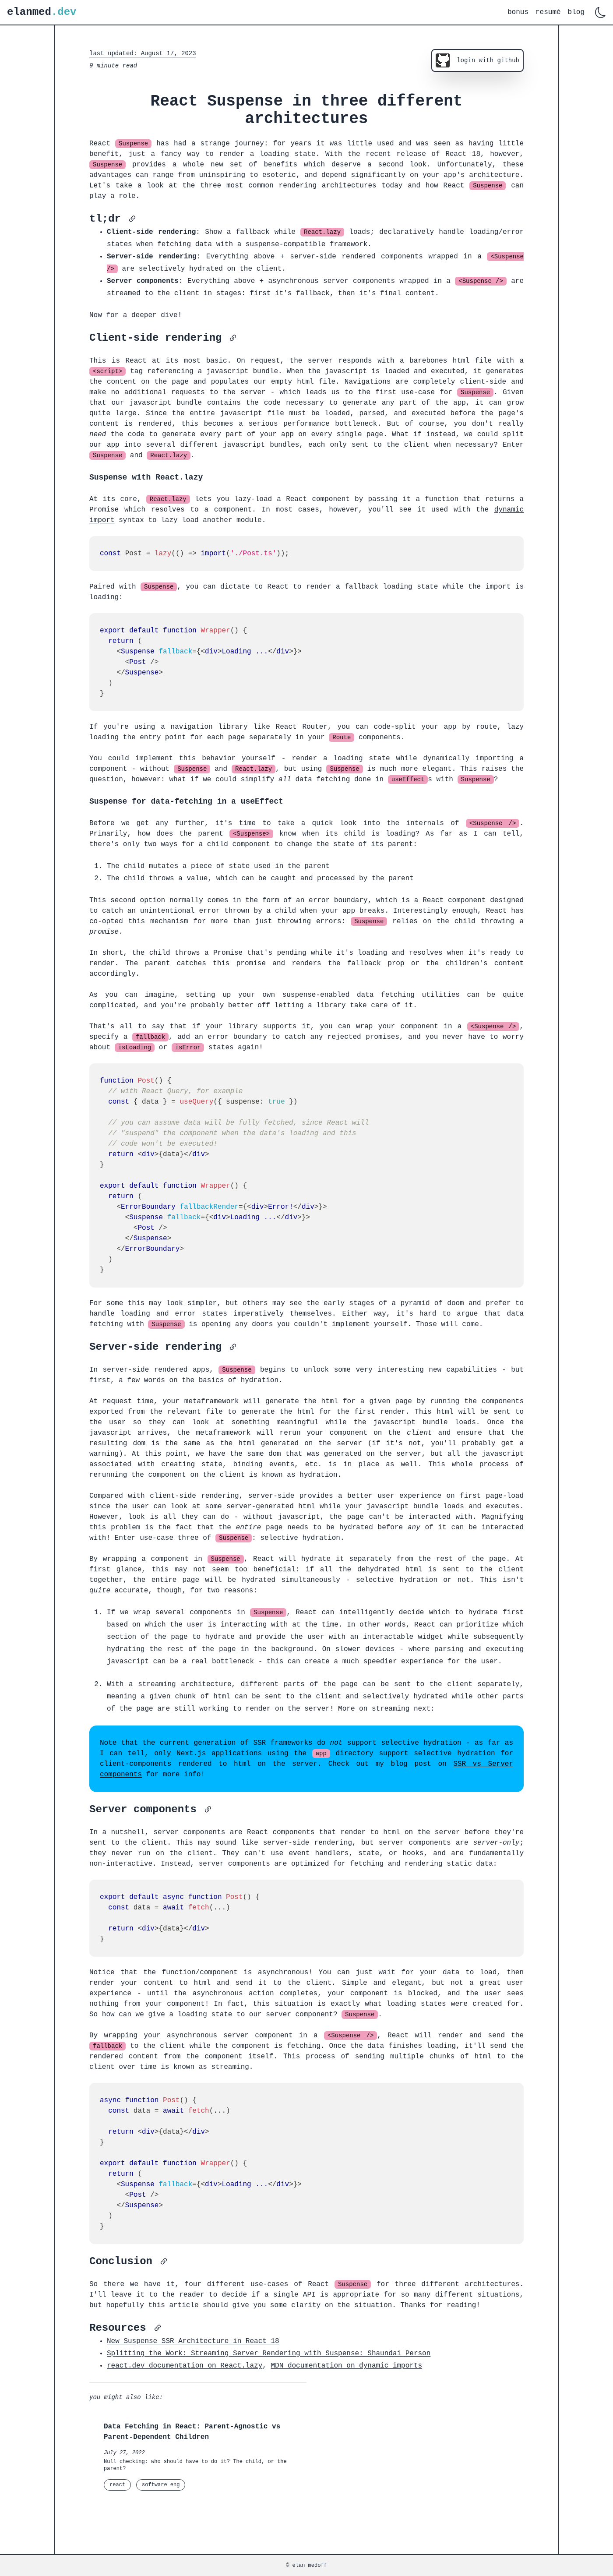 elanmed.dev
bonus resumé blog
last updated: August 17, 2023
9 minute read
login with github
React Suspense in three different
architectures
React Suspense has had a strange journey: for years it was little used and was seen as having little
benefit, just a fancy way to render a loading state. With the recent release of React 18, however,
Suspense provides a whole new set of benefits which deserve a second look. Unfortunately, these
advantages can range from uninspiring to esoteric, and depend significantly on your app's architecture.
Let's take a look at the three most common rendering architectures today and how React Suspense can
play a role.
tl;dr
• Client-side rendering: Show a fallback while React.lazy loads; declaratively handle loading/error
states when fetching data with a suspense-compatible framework.
• Server-side rendering: Everything above + server-side rendered components wrapped in a <Suspense
/> are selectively hydrated on the client.
• Server components: Everything above + asynchronous server components wrapped in a <Suspense /> are
streamed to the client in stages: first it's fallback, then it's final content.
Now for a deeper dive!
Client-side rendering
This is React at its most basic. On request, the server responds with a barebones html file with a
<script> tag referencing a javascript bundle. When the javascript is loaded and executed, it generates
the content on the page and populates our empty html file. Navigations are completely client-side and
make no additional requests to the server - which leads us to the first use-case for Suspense. Given
that our javascript bundle contains the code necessary to generate any part of the app, it can grow
quite large. Since the entire javascript file must be loaded, parsed, and executed before the page's
content is rendered, this becomes a serious performance bottleneck. But of course, you don't really
need the code to generate every part of your app on every single page. What if instead, we could split
our app into several different javascript bundles, each only sent to the client when necessary? Enter
Suspense and React.lazy.
Suspense with React.lazy
At its core, React.lazy lets you lazy-load a React component by passing it a function that returns a
Promise which resolves to a component. In most cases, however, you'll see it used with the dynamic
import syntax to lazy load another module.
const Post = lazy(() => import('./Post.ts'));
Paired with Suspense, you can dictate to React to render a fallback loading state while the import is
loading:
export default function Wrapper() {
return (
<Suspense fallback={<div>Loading ...</div>}>
<Post />
</Suspense>
)
}
If you're using a navigation library like React Router, you can code-split your app by route, lazy
loading the entry point for each page separately in your Route components.
You could implement this behavior yourself - render a loading state while dynamically importing a
component - without Suspense and React.lazy, but using Suspense is much more elegant. This raises the
question, however: what if we could simplify all data fetching done in useEffects with Suspense?
Suspense for data-fetching in a useEffect
Before we get any further, it's time to take a quick look into the internals of <Suspense />.
Primarily, how does the parent <Suspense> know when its child is loading? As far as I can tell,
there's only two ways for a child component to change the state of its parent:
1. The child mutates a piece of state used in the parent
2. The child throws a value, which can be caught and processed by the parent
This second option normally comes in the form of an error boundary, which is a React component designed
to catch an unintentional error thrown by a child when your app breaks. Interestingly enough, React has
co-opted this mechanism for more than just throwing errors: Suspense relies on the child throwing a
promise.
In short, the child throws a Promise that's pending while it's loading and resolves when it's ready to
render. The parent catches this promise and renders the fallback prop or the children's content
accordingly.
As you can imagine, setting up your own suspense-enabled data fetching utilities can be quite
complicated, and you're probably better off letting a library take care of it.
That's all to say that if your library supports it, you can wrap your component in a <Suspense />,
specify a fallback, add an error boundary to catch any rejected promises, and you never have to worry
about isLoading or isError states again!
function Post() {
// with React Query, for example
const { data } = useQuery({ suspense: true })
// you can assume data will be fully fetched, since React will
// "suspend" the component when the data's loading and this
// code won't be executed!
return <div>{data}</div>
}
export default function Wrapper() {
return (
<ErrorBoundary fallbackRender={<div>Error!</div>}>
<Suspense fallback={<div>Loading ...</div>}>
<Post />
</Suspense>
</ErrorBoundary>
)
}
For some this may look simpler, but others may see the early stages of a pyramid of doom and prefer to
handle loading and error states imperatively themselves. Either way, it's hard to argue that data
fetching with Suspense is opening any doors you couldn't implement yourself. Those will come.
Server-side rendering
In server-side rendered apps, Suspense begins to unlock some very interesting new capabilities - but
first, a few words on the basics of hydration.
At request time, your metaframework will generate the html for a given page by running the components
exported from the relevant file to generate the html for the first render. This html will be sent to
the user so they can look at something meaningful while the javascript bundle loads. Once the
javascript arrives, the metaframework will rerun your component on the client and ensure that the
resulting dom is the same as the html generated on the server (if it's not, you'll probably get a
warning). At this point, we have the same dom that was generated on the server, but all the javascript
associated with creating state, binding events, etc. is in place as well. This whole process of
rerunning the component on the client is known as hydration.
Compared with client-side rendering, server-side provides a better user experience on first page-load
since the user can look at some server-generated html while your javascript bundle loads and executes.
However, look is all they can do - without javascript, the page can't be interacted with. Magnifying
this problem is the fact that the entire page needs to be hydrated before any of it can be interacted
with! Enter use-case three of Suspense: selective hydration.
By wrapping a component in Suspense, React will hydrate it separately from the rest of the page. At
first glance, this may not seem too beneficial: if all the dehydrated html is sent to the client
together, the entire page will be hydrated simultaneously - selective hydration or not. This isn't
quite accurate, though, for two reasons:
1. If we wrap several components in Suspense, React can intelligently decide which to hydrate first
based on which the user is interacting with at the time. In other words, React can prioritize which
section of the page to hydrate and provide the user with an interactable widget while subsequently
hydrating the rest of the page in the background. On slower devices - where parsing and executing
javascript can be a real bottleneck - this can create a much speedier experience for the user.
2. With a streaming architecture, different parts of the page can be sent to the client separately,
meaning a given chunk of html can be sent to the client and selectively hydrated while other parts
of the page are still working to render on the server! More on streaming next:
Note that the current generation of SSR frameworks do not support selective hydration - as far as
I can tell, only Next.js applications using the app directory support selective hydration for
client-components rendered to html on the server. Check out my blog post on SSR vs Server
components for more info!
Server components
In a nutshell, server components are React components that render to html on the server before they're
sent to the client. This may sound like server-side rendering, but server components are server-only;
they never run on the client. They can't use event handlers, state, or hooks, and are fundamentally
non-interactive. Instead, server components are optimized for fetching and rendering static data:
export default async function Post() {
const data = await fetch(...)
return <div>{data}</div>
}
Notice that the function/component is asynchronous! You can just wait for your data to load, then
render your content to html and send it to the client. Simple and elegant, but not a great user
experience - until the asynchronous action completes, your component is blocked, and the user sees
nothing from your component! In fact, this situation is exactly what loading states were created for.
So how can we give a loading state to our server component? Suspense.
By wrapping your asynchronous server component in a <Suspense />, React will render and send the
fallback to the client while the component is fetching. Once the data finishes loading, it'll send the
rendered content from the component itself. This process of sending multiple chunks of html to the
client over time is known as streaming.
async function Post() {
const data = await fetch(...)
return <div>{data}</div>
}
export default function Wrapper() {
return (
<Suspense fallback={<div>Loading ...</div>}>
<Post />
</Suspense>
)
}
Conclusion
So there we have it, four different use-cases of React Suspense for three different architectures.
I'll leave it to the reader to decide if a single API is appropriate for so many different situations,
but hopefully this article should give you some clarity on the situation. Thanks for reading!
Resources
• New Suspense SSR Architecture in React 18
• Splitting the Work: Streaming Server Rendering with Suspense: Shaundai Person
• react.dev documentation on React.lazy, MDN documentation on dynamic imports
you might also like:
Data Fetching in React: Parent-Agnostic vs
Parent-Dependent Children
July 27, 2022
Null checking: who should have to do it? The child, or the
parent?
react software eng
© elan medoff